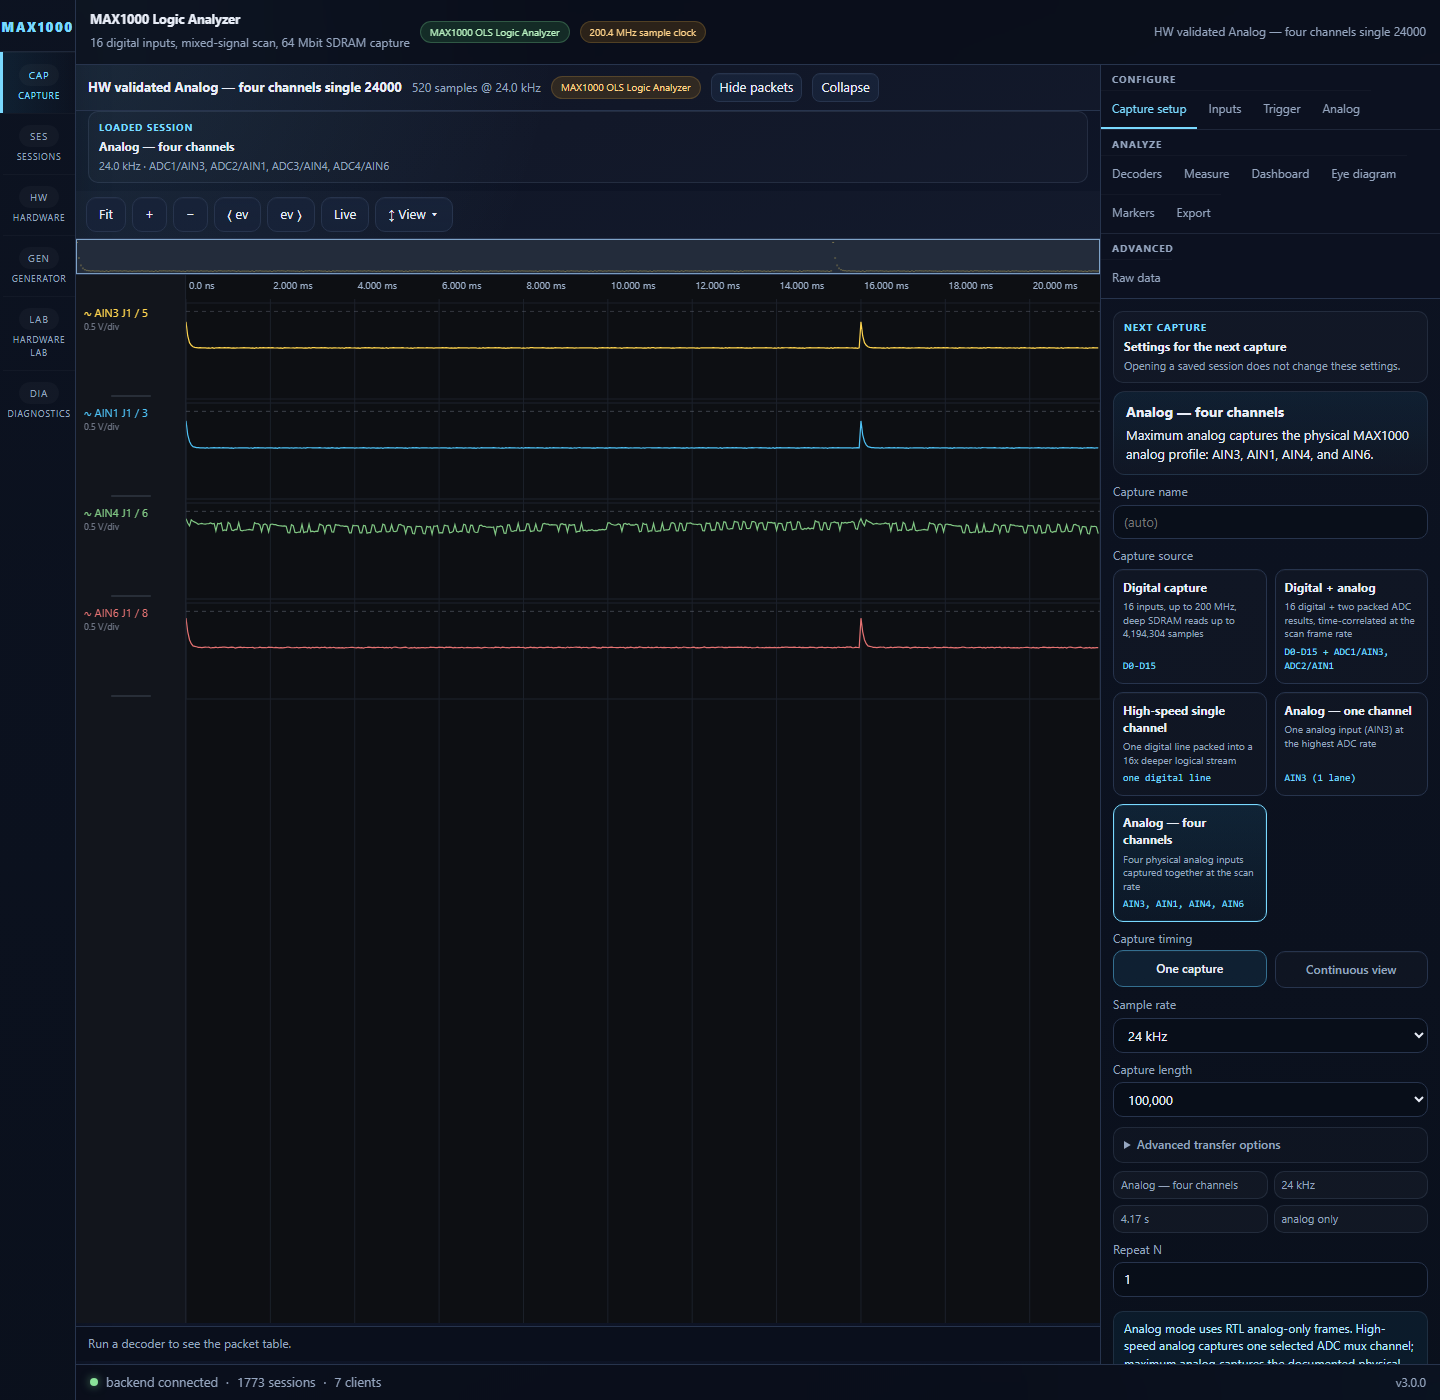 MAX1000
CAP
CAPTURE
SES
SESSIONS
HW
HARDWARE
GEN
GENERATOR
LAB
HARDWARE
LAB
DIA
DIAGNOSTICS
MAX1000 Logic Analyzer
16 digital inputs, mixed-signal scan, 64 Mbit SDRAM capture
MAX1000 OLS Logic Analyzer
200.4 MHz sample clock
HW validated Analog — four channels single 24000
HW validated Analog — four channels single 24000
520 samples @ 24.0 kHz
MAX1000 OLS Logic Analyzer
Hide packets
Collapse
LOADED SESSION
Analog — four channels
24.0 kHz · ADC1/AIN3, ADC2/AIN1, ADC3/AIN4, ADC4/AIN6
Fit
+
−
⟨ ev
ev ⟩
Live
↕ View ▾
0.0 ns
2.000 ms
4.000 ms
6.000 ms
8.000 ms
10.000 ms
12.000 ms
14.000 ms
16.000 ms
18.000 ms
20.000 ms
∿ AIN3 J1 / 5
0.5 V/div
∿ AIN1 J1 / 3
0.5 V/div
∿ AIN4 J1 / 6
0.5 V/div
∿ AIN6 J1 / 8
0.5 V/div
Run a decoder to see the packet table.
CONFIGURE
Capture setup
Inputs
Trigger
Analog
ANALYZE
Decoders
Measure
Dashboard
Eye diagram
Markers
Export
ADVANCED
Raw data
NEXT CAPTURE
Settings for the next capture
Opening a saved session does not change these settings.
Analog — four channels
Maximum analog captures the physical MAX1000
analog profile: AIN3, AIN1, AIN4, and AIN6.
Capture name
(auto)
Capture source
Digital capture
16 inputs, up to 200 MHz,
deep SDRAM reads up to
4,194,304 samples
D0-D15
Digital + analog
16 digital + two packed ADC
results, time-correlated at the
scan frame rate
D0-D15 + ADC1/AIN3,
ADC2/AIN1
High-speed single
channel
One digital line packed into a
16x deeper logical stream
one digital line
Analog — one channel
One analog input (AIN3) at
the highest ADC rate
AIN3 (1 lane)
Analog — four
channels
Four physical analog inputs
captured together at the scan
rate
AIN3, AIN1, AIN4, AIN6
Capture timing
One capture
Continuous view
Sample rate
24 kHz
Capture length
100,000
▶ Advanced transfer options
Analog — four channels
24 kHz
4.17 s
analog only
Repeat N
1
Analog mode uses RTL analog-only frames. High-
speed analog captures one selected ADC mux channel;
maximum analog captures the documented physical
backend connected · 1773 sessions · 7 clients
v3.0.0